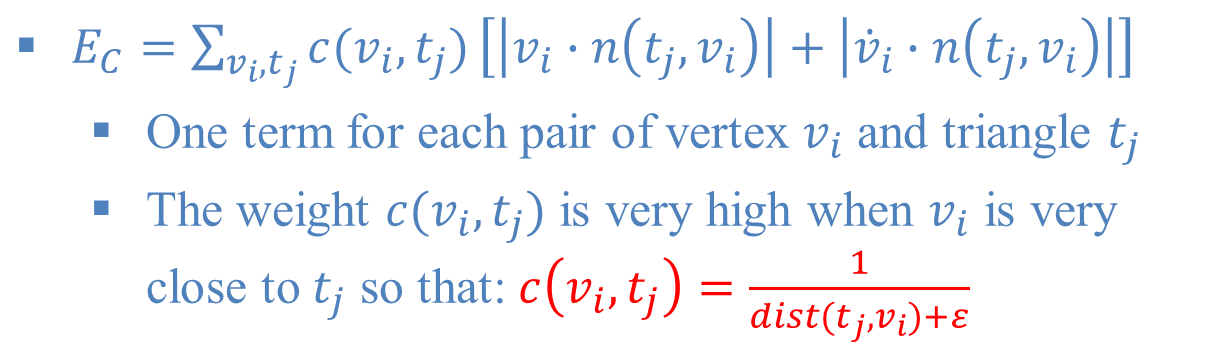 ▪ E_C = ∑_{v_i,t_j} c(v_i, t_j) [|v_i · n(t_j, v_i)| + |v̇_i · n(t_j, v_i)|]
▪ One term for each pair of vertex v_i and triangle t_j
▪ The weight c(v_i, t_j) is very high when v_i is very
close to t_j so that: c(v_i, t_j) = 1/(dist(t_j,v_i)+ε)